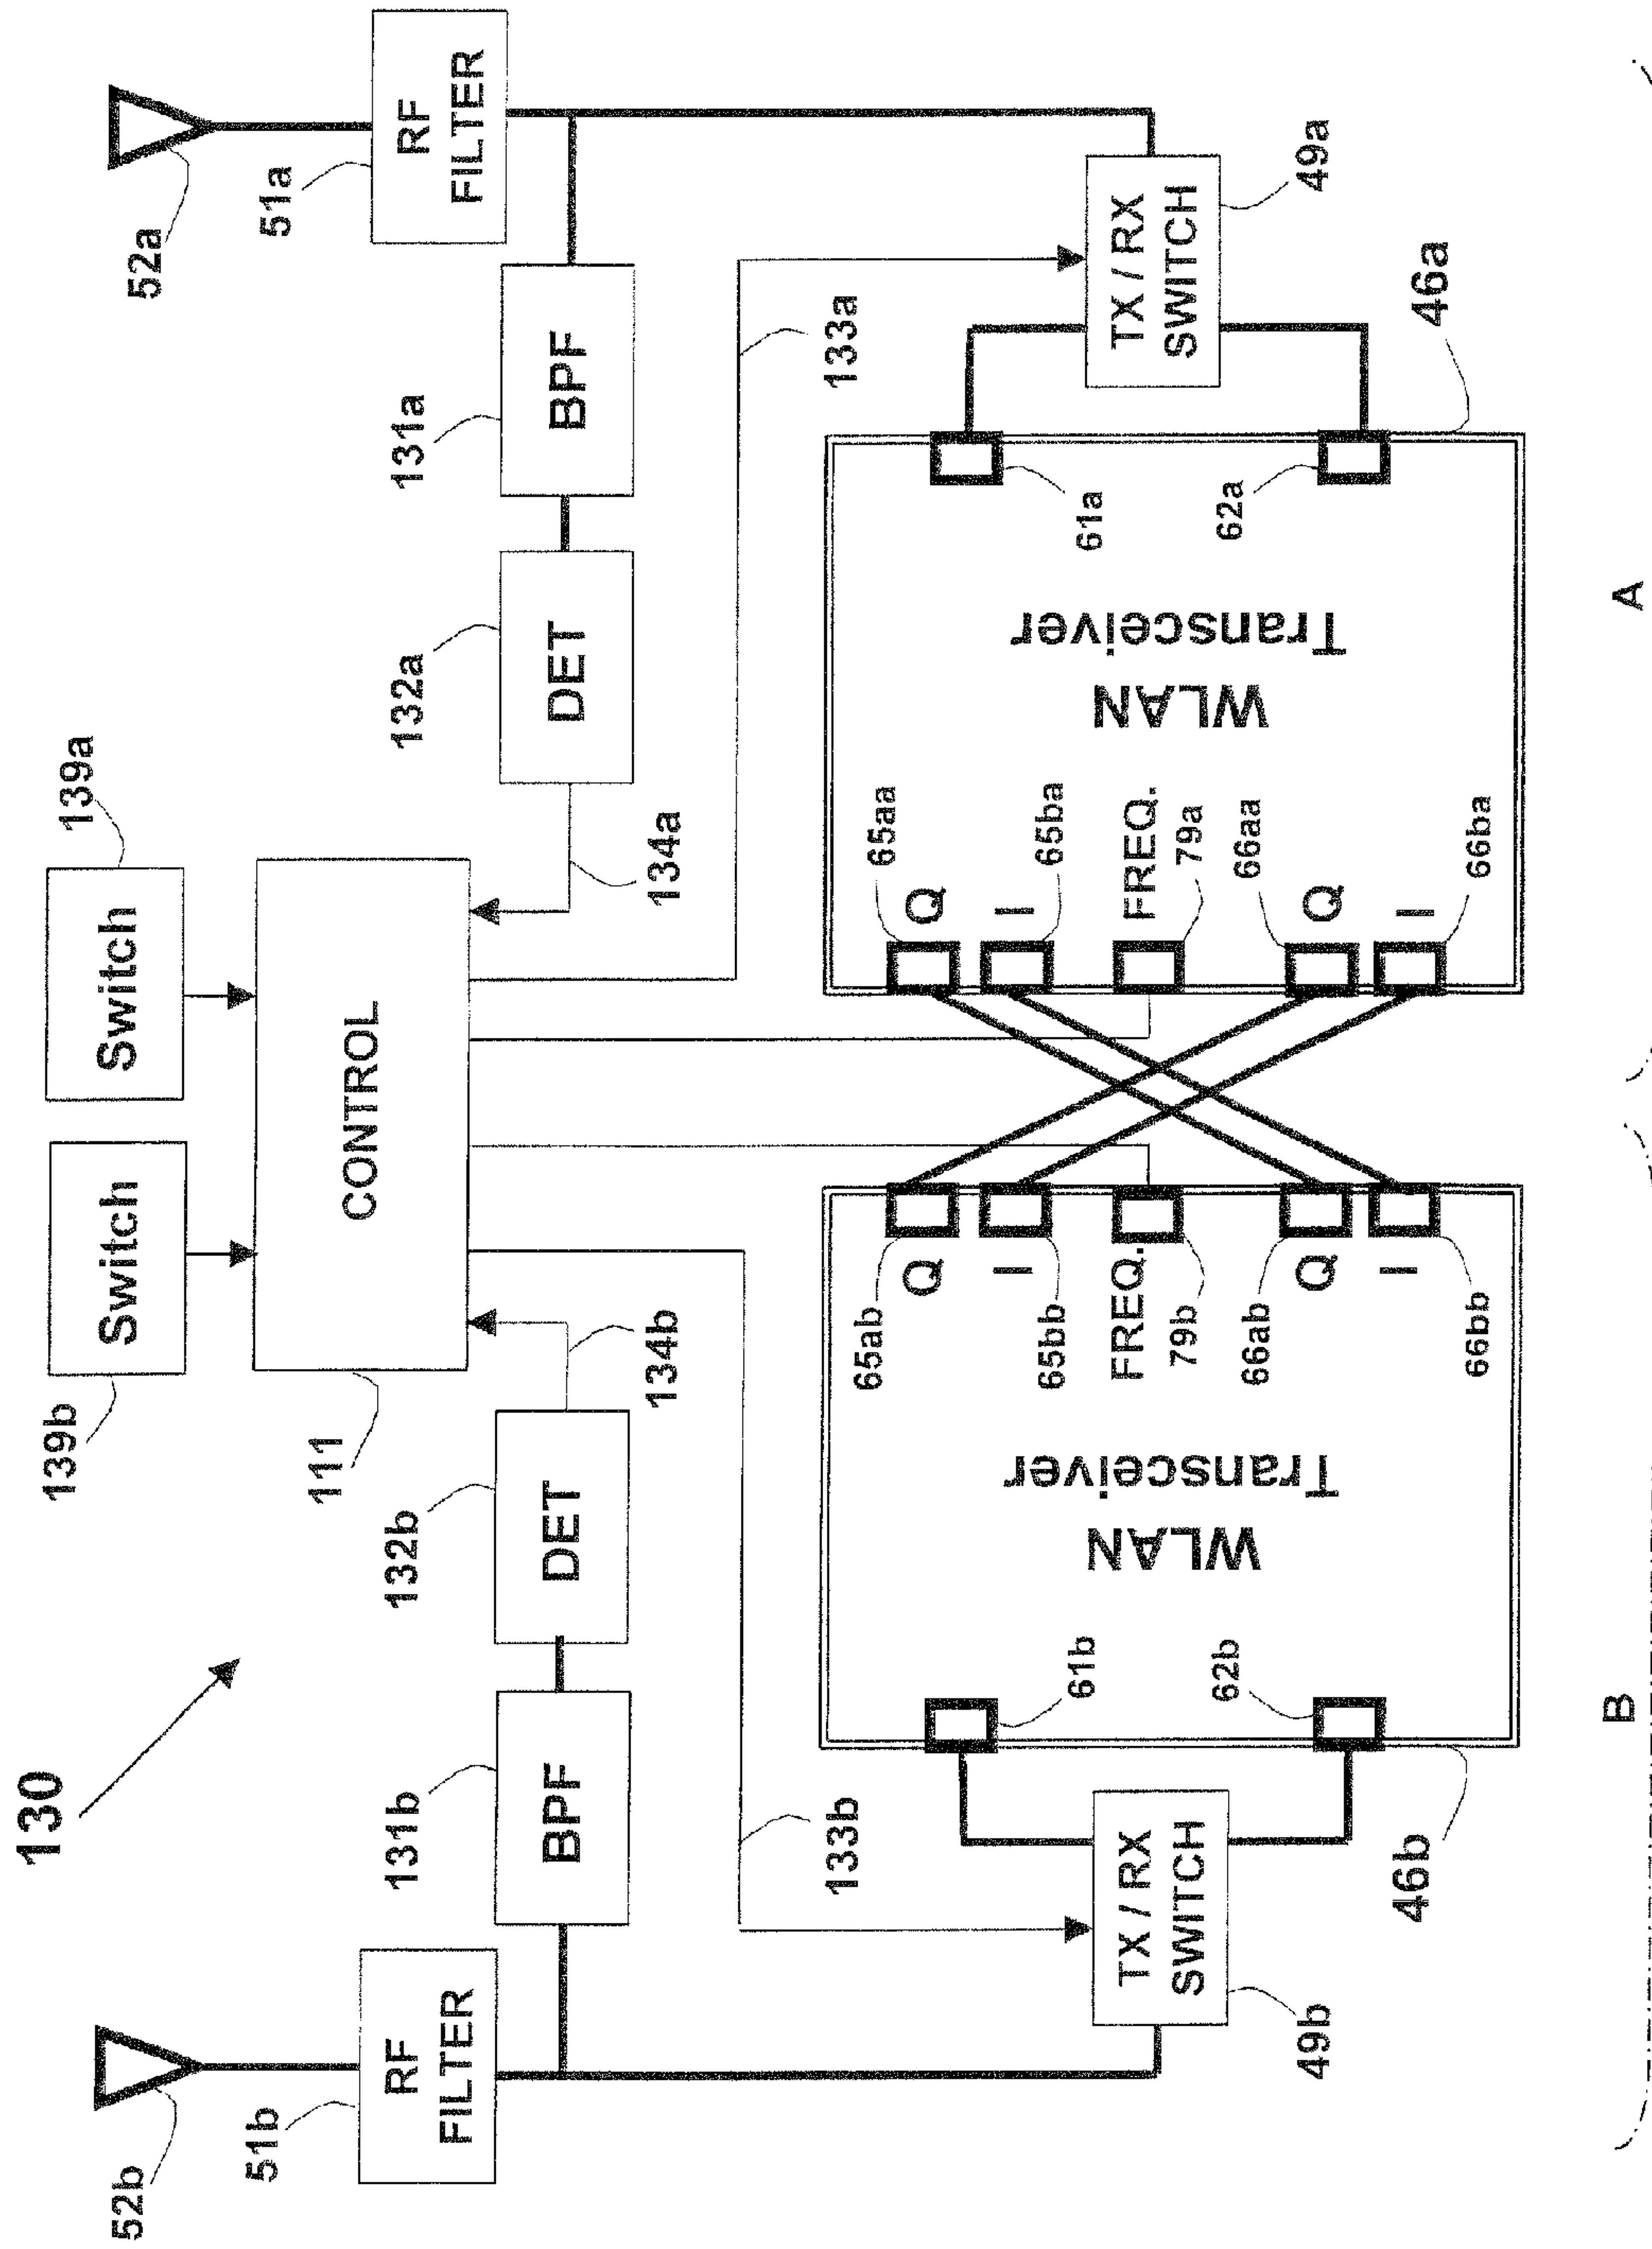 130
139b
139a
Switch
Switch
52b
52a
51b
51a
RF
FILTER
RF
FILTER
111
CONTROL
131b
132b
132a
131a
BPF
DET
DET
BPF
134b
134a
133b
133a
TX / RX
SWITCH
TX / RX
SWITCH
49b
49a
61b
62b
WLAN
Transceiver
65ab
Q
65bb
I
FREQ.
79b
66ab
Q
66bb
I
65aa
Q
65ba
I
FREQ.
79a
66aa
Q
66ba
I
WLAN
Transceiver
61a
62a
46b
46a
B
A